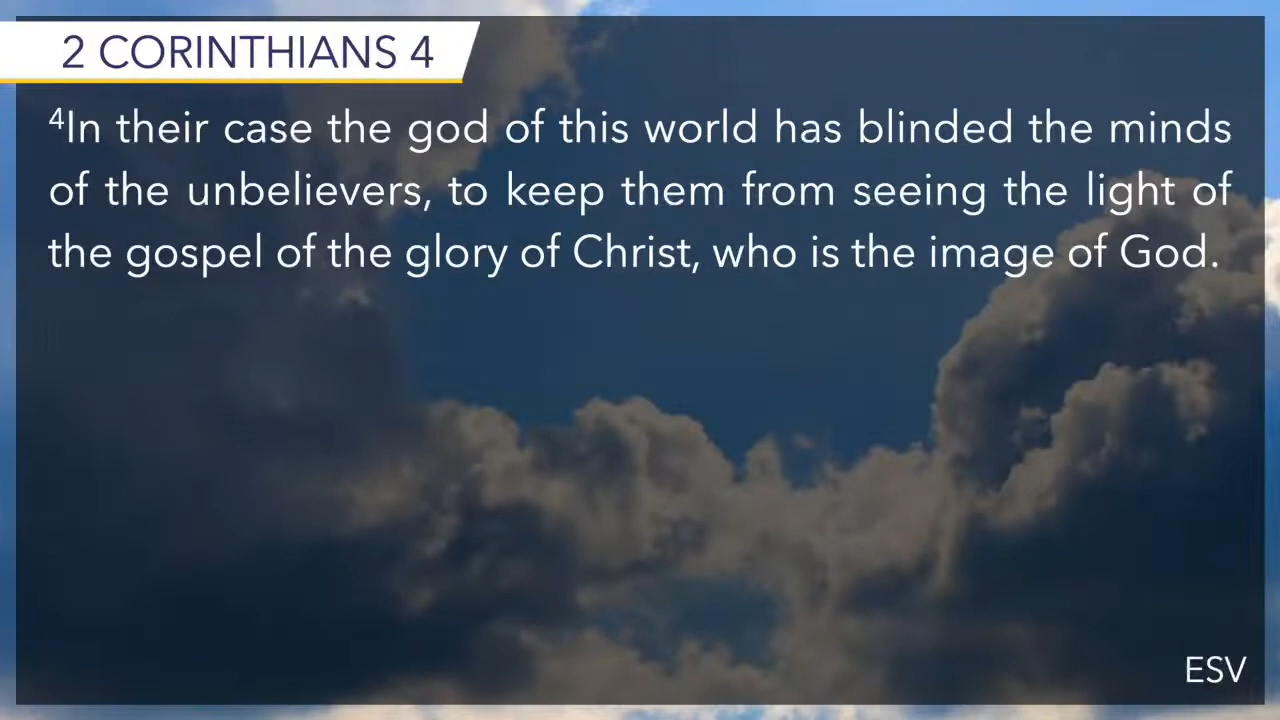 2 CORINTHIANS 4
⁴In their case the god of this world has blinded the minds
of the unbelievers, to keep them from seeing the light of
the gospel of the glory of Christ, who is the image of God.
ESV